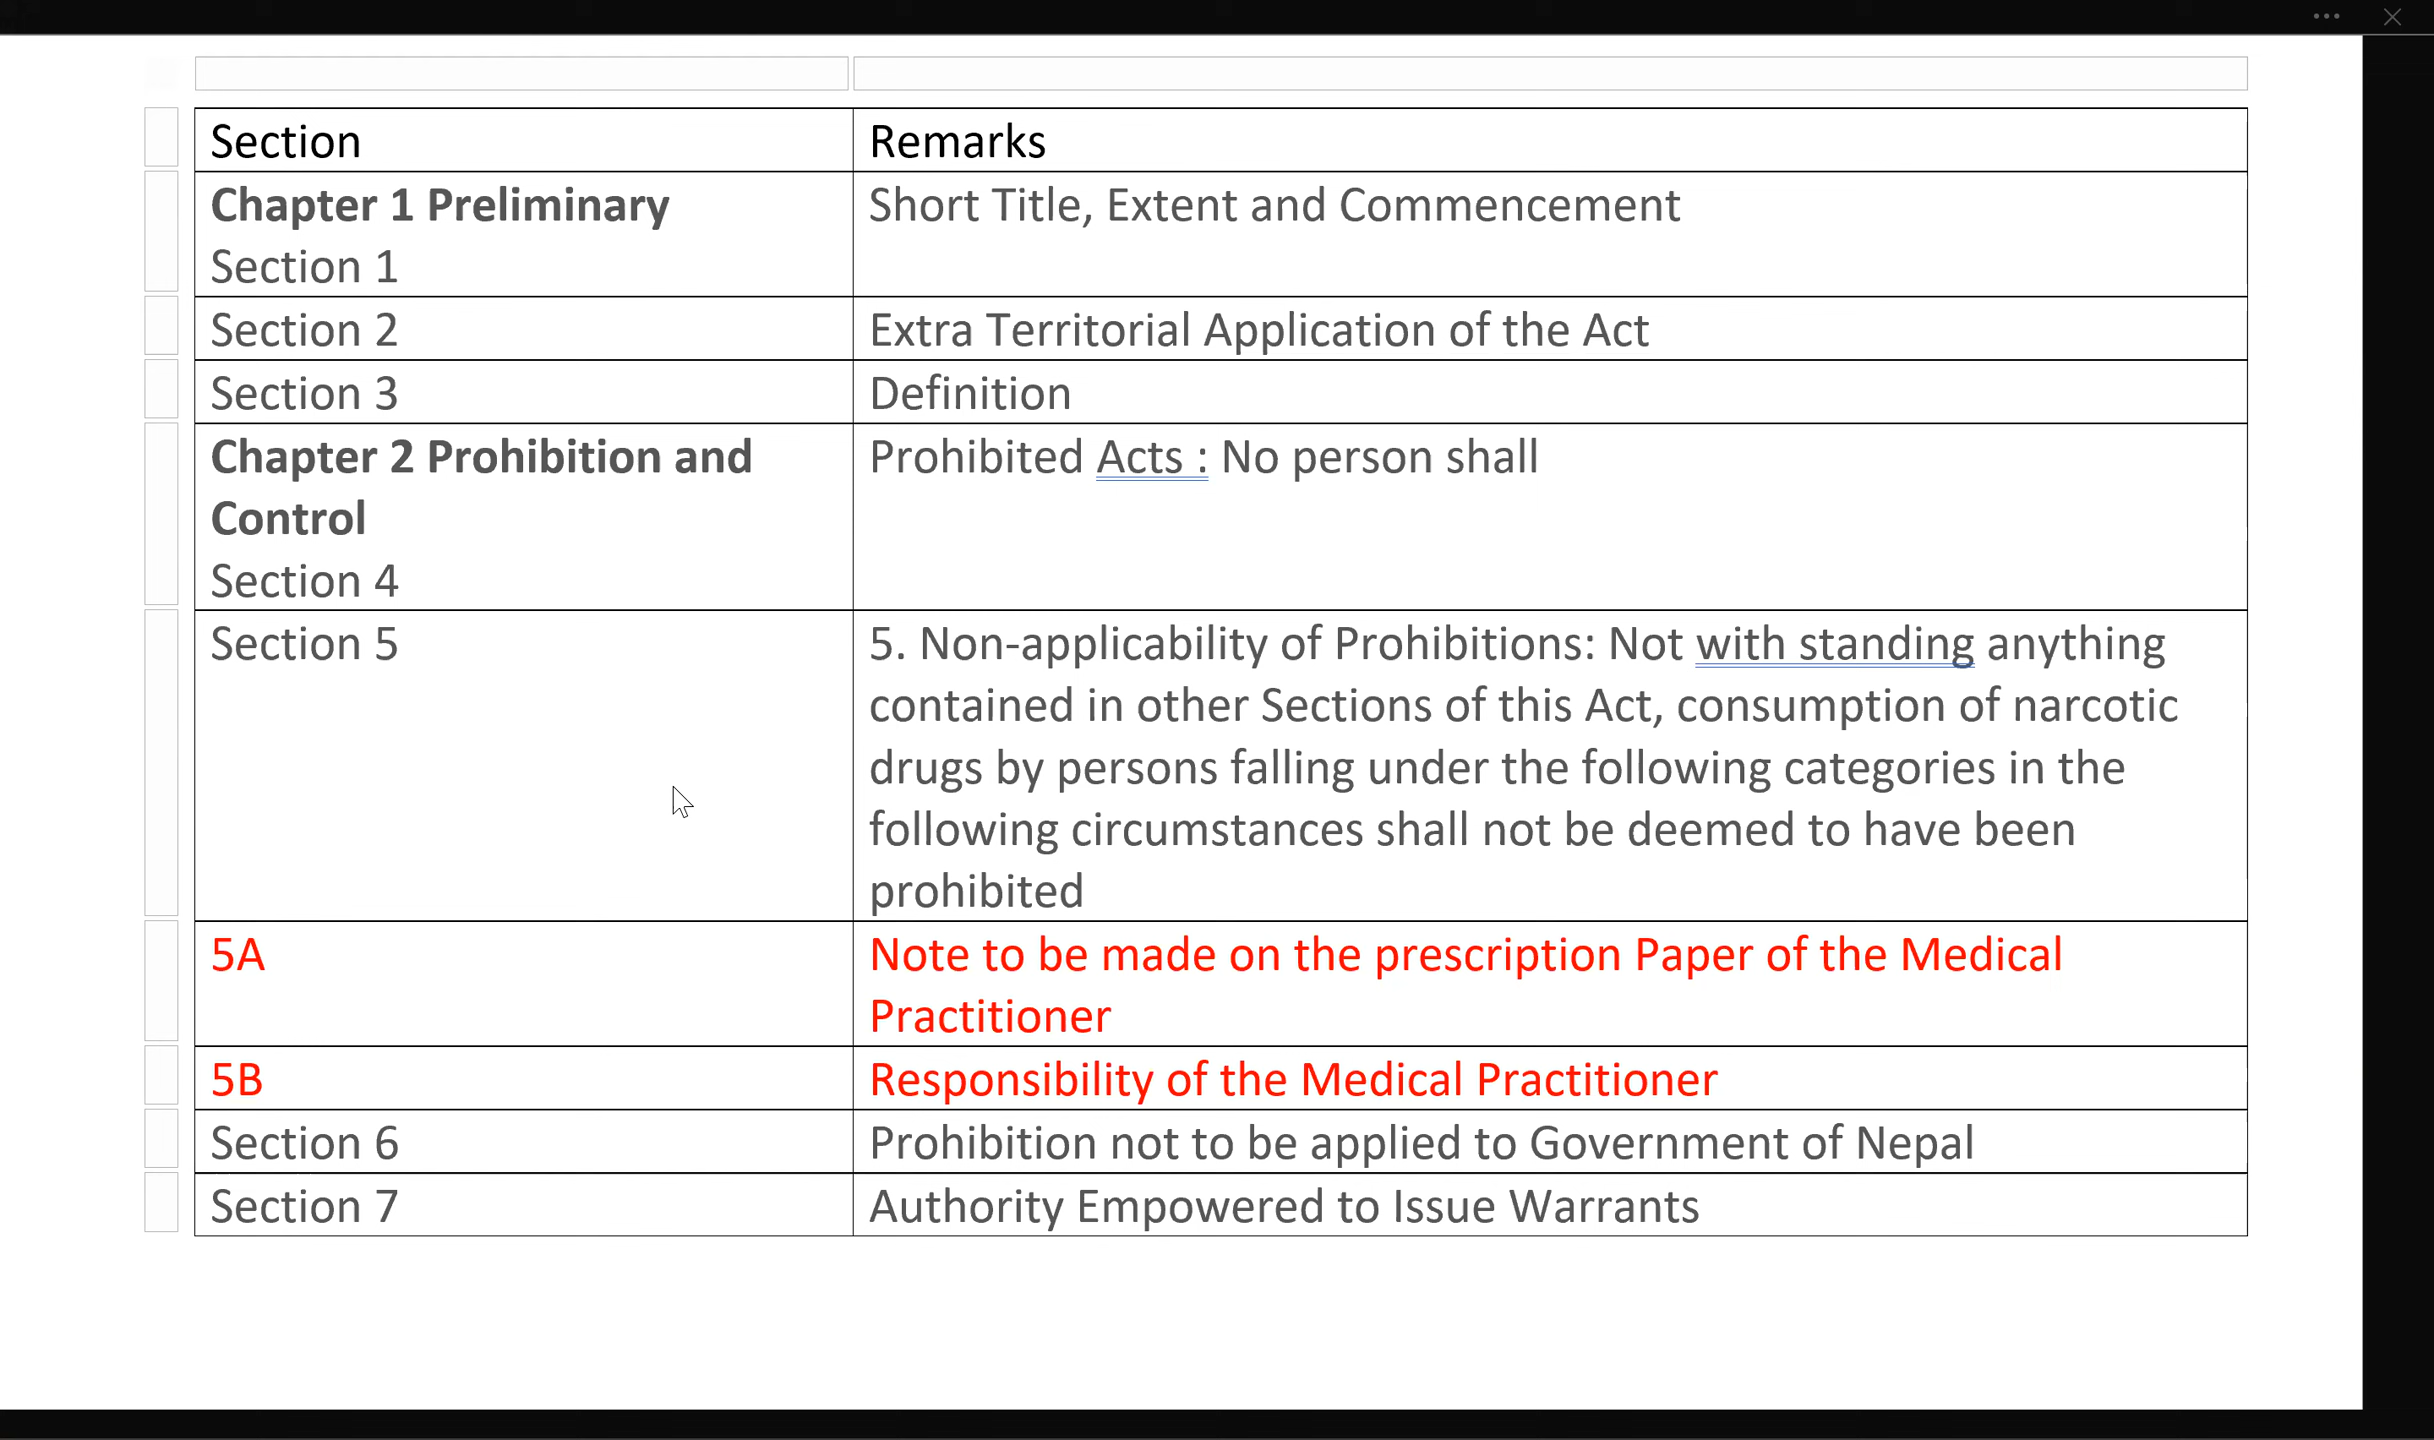 Section
Remarks
Chapter 1 Preliminary
Section 1
Short Title, Extent and Commencement
Section 2
Extra Territorial Application of the Act
Section 3
Definition
Chapter 2 Prohibition and
Control
Section 4
Prohibited Acts : No person shall
Section 5
5. Non-applicability of Prohibitions: Not with standing anything
contained in other Sections of this Act, consumption of narcotic
drugs by persons falling under the following categories in the
following circumstances shall not be deemed to have been
prohibited
5A
Note to be made on the prescription Paper of the Medical
Practitioner
5B
Responsibility of the Medical Practitioner
Section 6
Prohibition not to be applied to Government of Nepal
Section 7
Authority Empowered to Issue Warrants